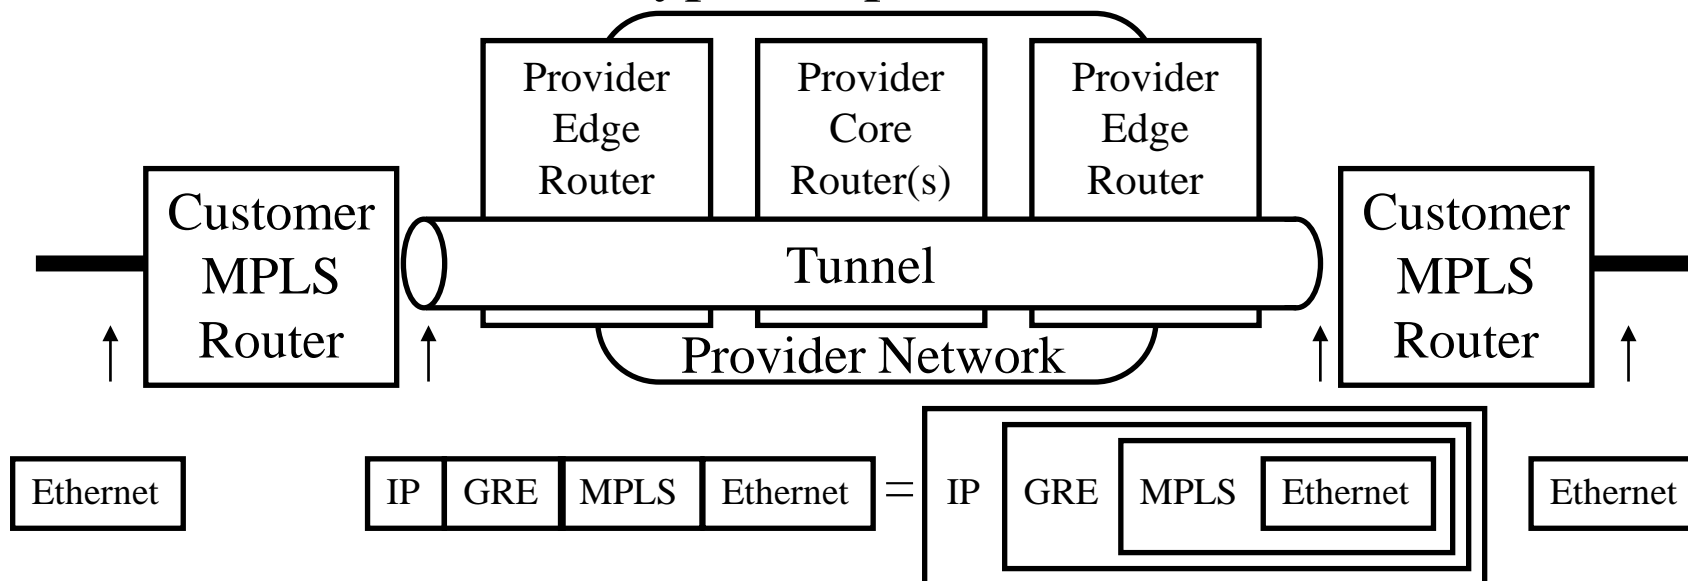 Provider
Edge
Router
Provider
Core
Router(s)
Provider
Edge
Router
Customer
MPLS
Router
Tunnel
Customer
MPLS
Router
Provider Network
Ethernet
IP GRE MPLS Ethernet = IP GRE MPLS Ethernet
Ethernet